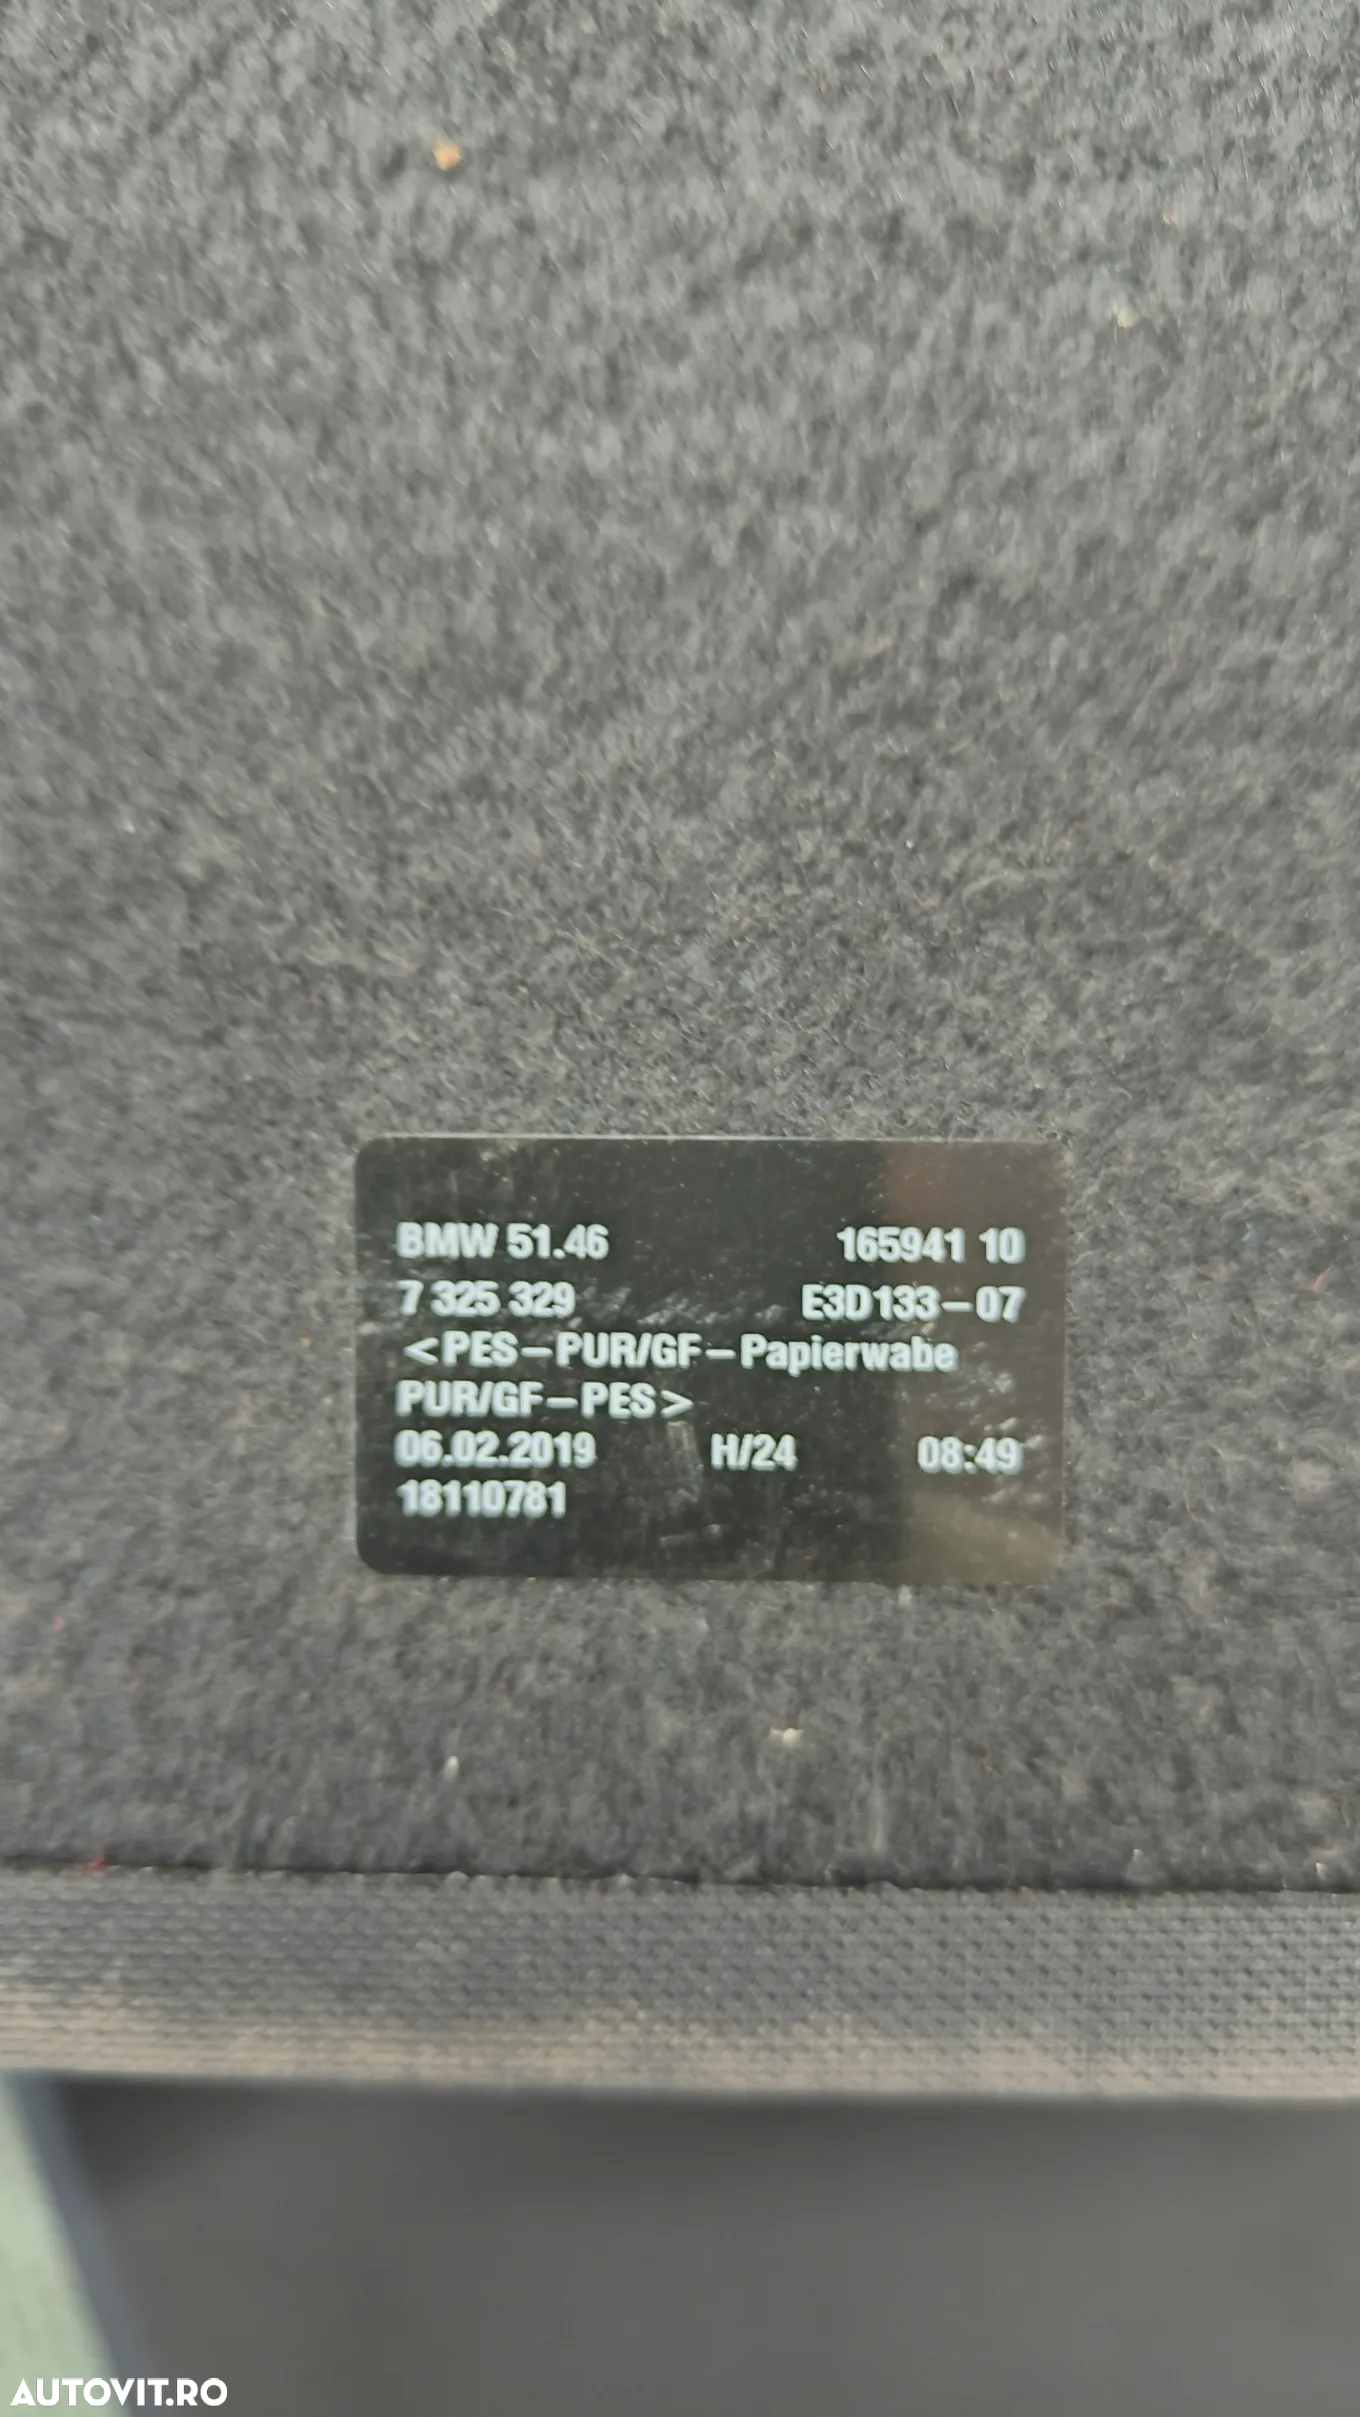 BMW 51.46 165941 10
7 325 329 E3D133-07
<PES-PUR/GF-Papierwabe
PUR/GF-PES>
06.02.2019 H/24 08:49
18110781
AUTOVIT.RO